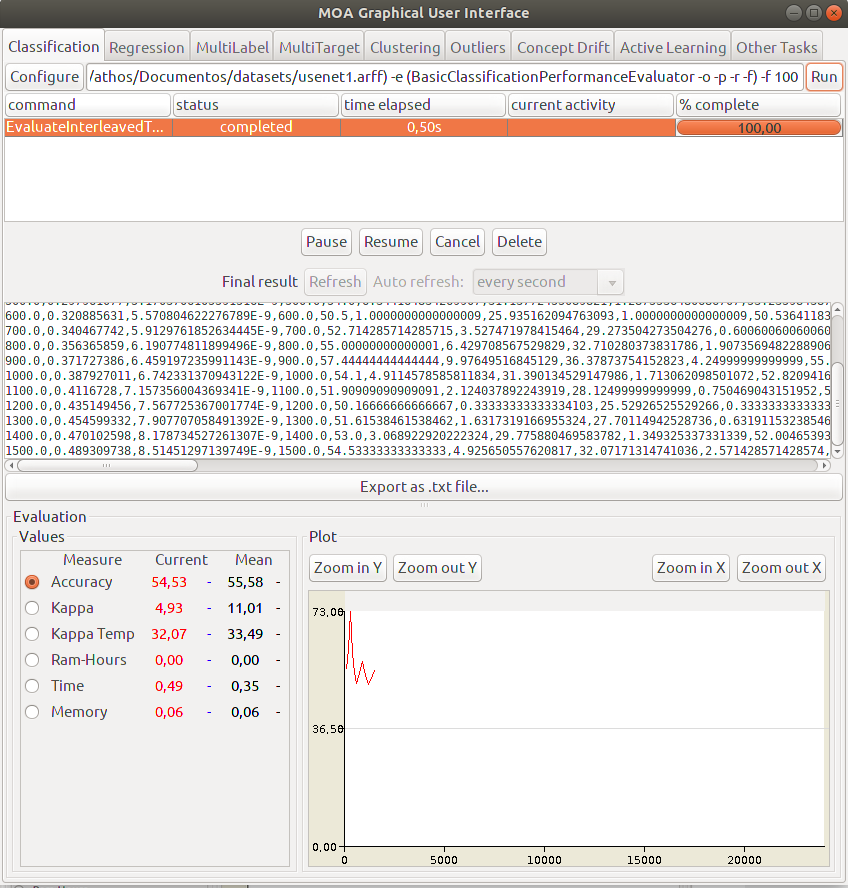 MOA Graphical User Interface
Classification Regression MultiLabel MultiTarget Clustering Outliers Concept Drift Active Learning Other Tasks
Configure /athos/Documentos/datasets/usenet1.arff) -e (BasicClassificationPerformanceEvaluator -o -p -r -f) -f 100 Run
command status time elapsed current activity % complete
EvaluateInterleavedT... completed 0,50s 100,00
Pause Resume Cancel Delete
Final result Refresh Auto refresh: every second
600.0,0.320885631,5.570804622276789E-9,600.0,50.5,1.0000000000000009,25.935162094763093,1.0000000000000009,50.53641183
700.0,0.340467742,5.9129761852634445E-9,700.0,52.714285714285715,3.527471978415464,29.273504273504276,0.6006006006006
800.0,0.356365859,6.190774811899496E-9,800.0,55.00000000000001,6.429708567529829,32.710280373831786,1.9073569482288906
900.0,0.371727386,6.459197235991143E-9,900.0,57.44444444444444,9.97649516845129,36.37873754152823,4.24999999999999,55.
1000.0,0.387927011,6.742331370943122E-9,1000.0,54.1,4.9114578585811834,31.390134529147986,1.713062098501072,52.8209416
1100.0,0.4116728,7.157356004369341E-9,1100.0,51.90909090909091,2.124037892243919,28.12499999999999,0.750469043151952,5
1200.0,0.435149456,7.567725367001774E-9,1200.0,50.16666666666667,0.33333333333334103,25.52926525529266,0.3333333333333
1300.0,0.454599332,7.907707058491392E-9,1300.0,51.61538461538462,1.6317319166955324,27.70114942528736,0.63191153238546
1400.0,0.470102598,8.178734527261307E-9,1400.0,53.0,3.068922920222324,29.775880469583782,1.349325337331339,52.00465393
1500.0,0.489309738,8.51451297139749E-9,1500.0,54.53333333333333,4.925650557620817,32.07171314741036,2.571428571428574,
Export as .txt file...
Evaluation
Values
Measure Current Mean
Accuracy 54,53 - 55,58 -
Kappa 4,93 - 11,01 -
Kappa Temp 32,07 - 33,49 -
Ram-Hours 0,00 - 0,00 -
Time 0,49 - 0,35 -
Memory 0,06 - 0,06 -
Plot
Zoom in Y Zoom out Y Zoom in X Zoom out X
73,00
36,50
0,00
0 5000 10000 15000 20000